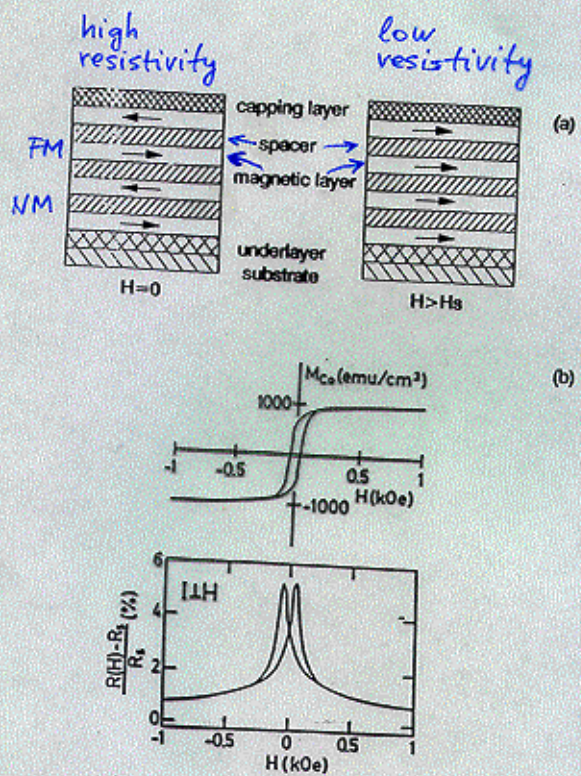 high
resistivity
low
resistivity
capping layer
(a)
FM
spacer
magnetic layer
NM
underlayer
substrate
H=0
H>Hs
M_Co (emu/cm³)
(b)
1000
-1
-0.5
0.5
1
H(kOe)
-1000
6
4
2
0
I⊥H
R(H)-Rs
Rs
(%)
-1
-0.5
0
0.5
1
H(kOe)